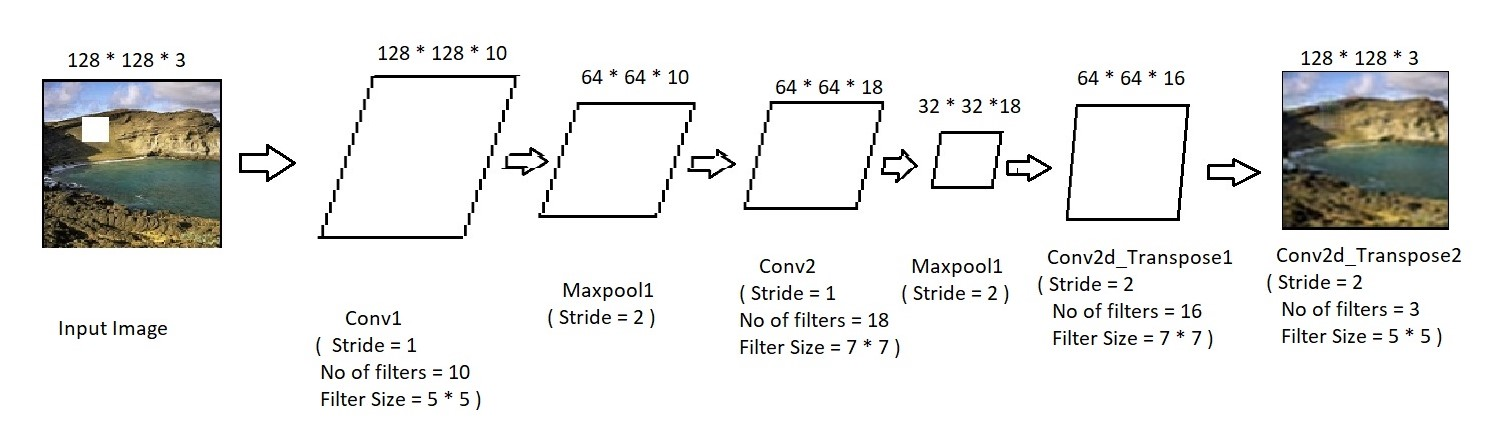 128 * 128 * 3
128 * 128 * 10
64 * 64 * 10
64 * 64 * 18
32 * 32 *18
64 * 64 * 16
128 * 128 * 3
Input Image
Conv1
( Stride = 1
No of filters = 10
Filter Size = 5 * 5 )
Maxpool1
( Stride = 2 )
Conv2
( Stride = 1
No of filters = 18
Filter Size = 7 * 7 )
Maxpool1
( Stride = 2 )
Conv2d_Transpose1
( Stride = 2
No of filters = 16
Filter Size = 7 * 7 )
Conv2d_Transpose2
( Stride = 2
No of filters = 3
Filter Size = 5 * 5 )